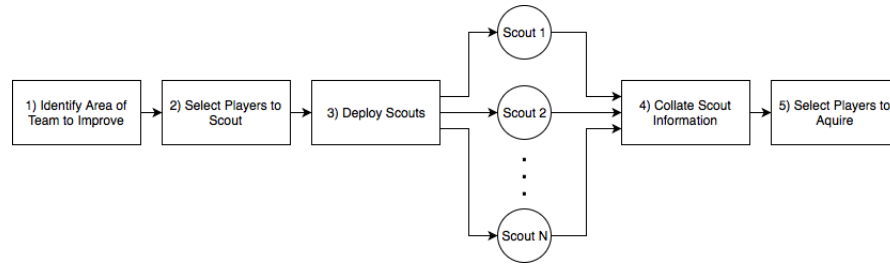 1) Identify Area of
Team to Improve
2) Select Players to
Scout
3) Deploy Scouts
Scout 1
Scout 2
Scout N
4) Collate Scout
Information
5) Select Players to
Aquire